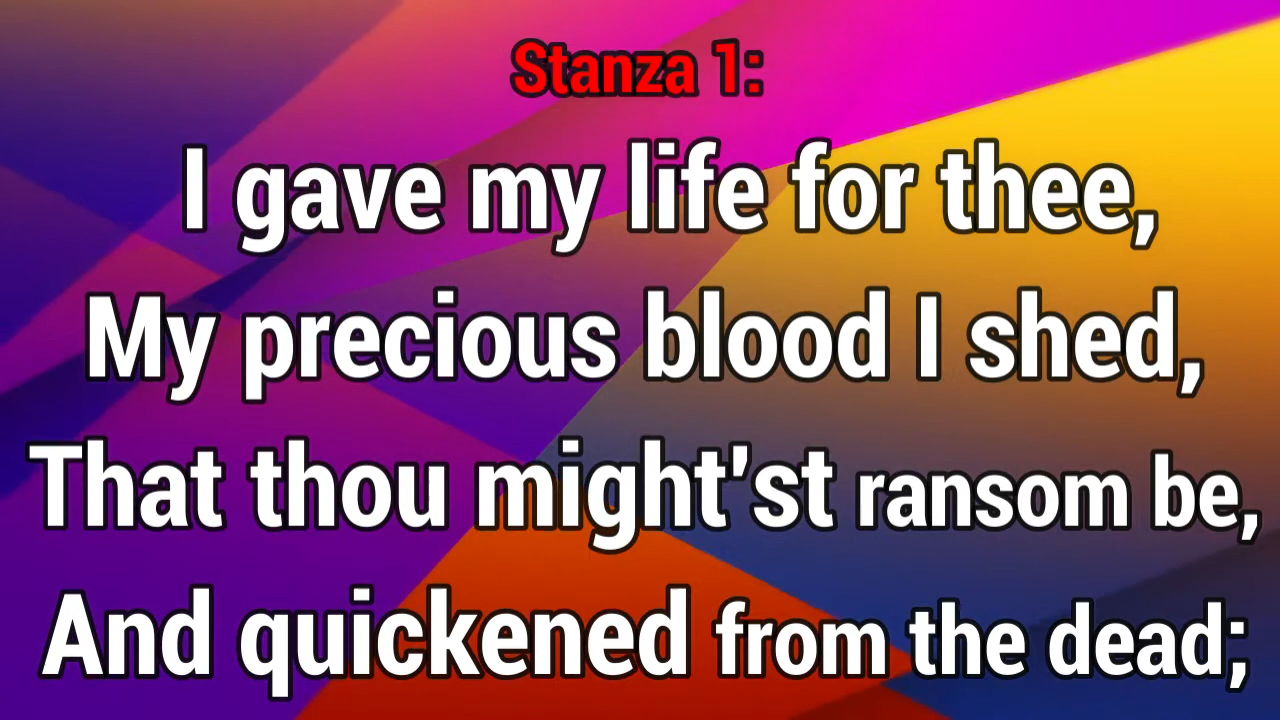 Stanza 1:
I gave my life for thee,
My precious blood I shed,
That thou might'st ransom be,
And quickened from the dead;